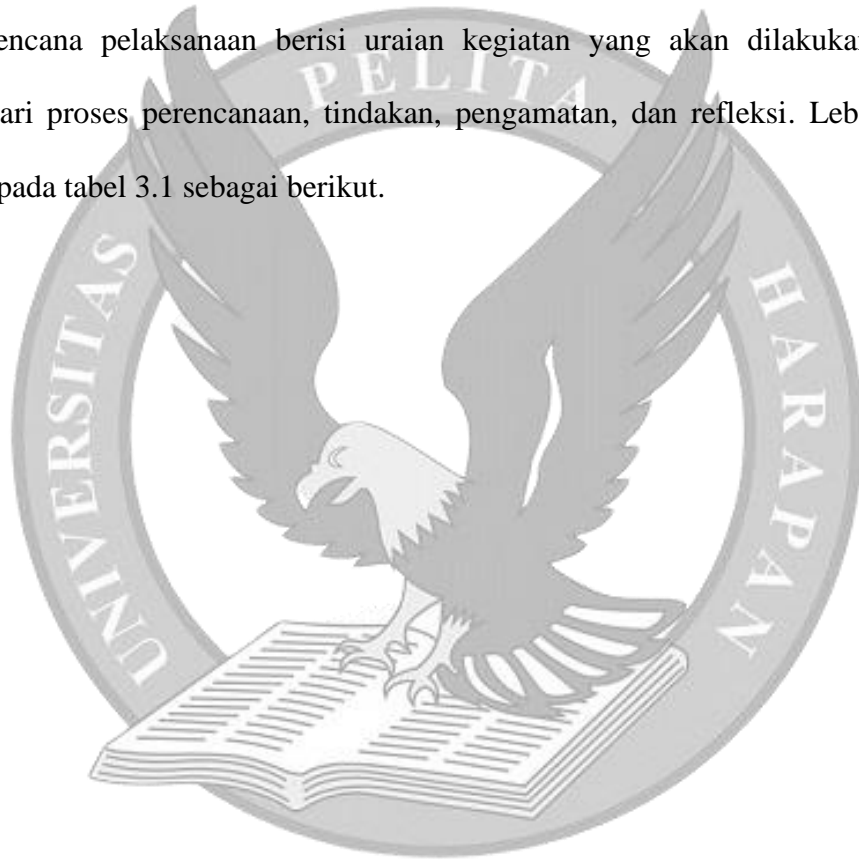 encana pelaksanaan berisi uraian kegiatan yang akan dilakukan
ari proses perencanaan, tindakan, pengamatan, dan refleksi. Leb
pada tabel 3.1 sebagai berikut.
UNIVERSITAS PELITA HARAPAN